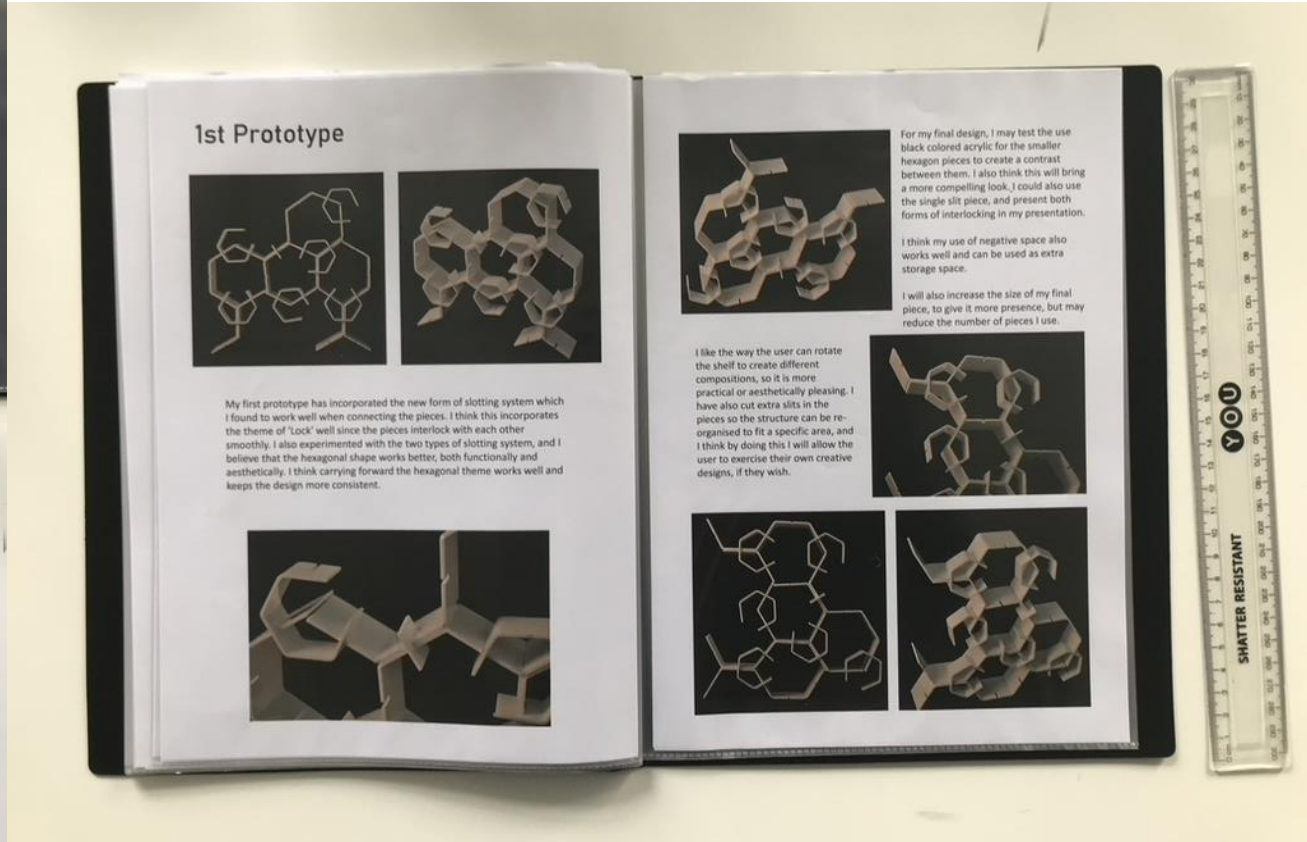 1st Prototype
My first prototype has incorporated the new form of slotting system which
I found to work well when connecting the pieces. I think this incorporates
the theme of 'Lock' well since the pieces interlock with each other
smoothly. I also experimented with the two types of slotting system, and I
believe that the hexagonal shape works better, both functionally and
aesthetically. I think carrying forward the hexagonal theme works well and
keeps the design more consistent.
For my final design, I may test the use
black colored acrylic for the smaller
hexagon pieces to create a contrast
between them. I also think this will bring
a more compelling look. I could also use
the single slit piece, and present both
forms of interlocking in my presentation.
I think my use of negative space also
works well and can be used as extra
storage space.
I will also increase the size of my final
piece, to give it more presence, but may
reduce the number of pieces I use.
I like the way the user can rotate
the shelf to create different
compositions, so it is more
practical or aesthetically pleasing. I
have also cut extra slits in the
pieces so the structure can be re-
organised to fit a specific area, and
I think by doing this I will allow the
user to exercise their own creative
designs, if they wish.
YOU
SHATTER RESISTANT